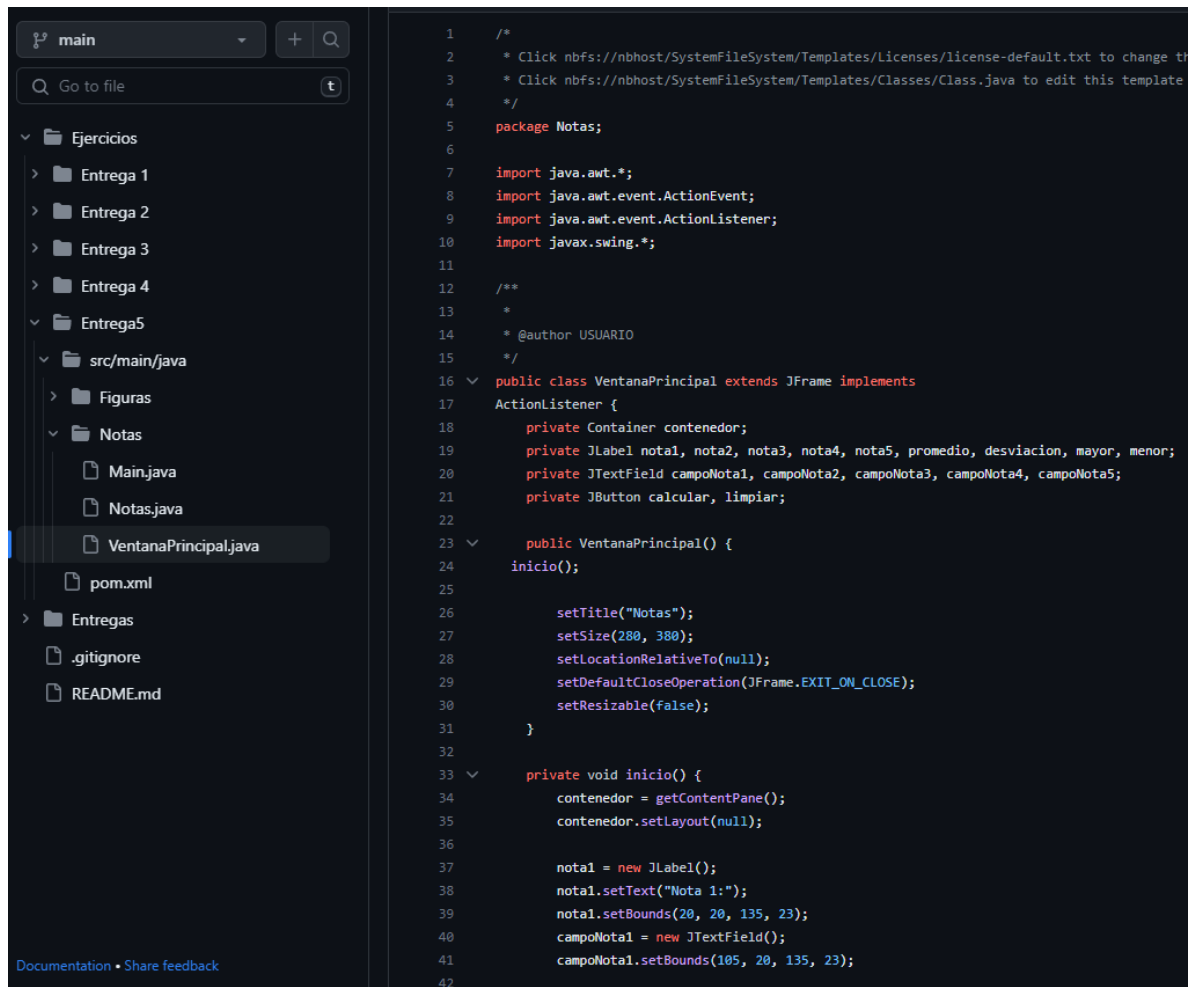 main
Go to file
t
Ejercicios
Entrega 1
Entrega 2
Entrega 3
Entrega 4
Entrega5
src/main/java
Figuras
Notas
Main.java
Notas.java
VentanaPrincipal.java
pom.xml
Entregas
.gitignore
README.md
Documentation • Share feedback
1 /*
2 * Click nbfs://nbhost/SystemFileSystem/Templates/Licenses/license-default.txt to change th
3 * Click nbfs://nbhost/SystemFileSystem/Templates/Classes/Class.java to edit this template
4 */
5 package Notas;
6
7 import java.awt.*;
8 import java.awt.event.ActionEvent;
9 import java.awt.event.ActionListener;
10 import javax.swing.*;
11
12 /**
13 *
14 * @author USUARIO
15 */
16 public class VentanaPrincipal extends JFrame implements
17 ActionListener {
18 private Container contenedor;
19 private JLabel nota1, nota2, nota3, nota4, nota5, promedio, desviacion, mayor, menor;
20 private JTextField campoNota1, campoNota2, campoNota3, campoNota4, campoNota5;
21 private JButton calcular, limpiar;
22
23 public VentanaPrincipal() {
24 inicio();
25
26 setTitle("Notas");
27 setSize(280, 380);
28 setLocationRelativeTo(null);
29 setDefaultCloseOperation(JFrame.EXIT_ON_CLOSE);
30 setResizable(false);
31 }
32
33 private void inicio() {
34 contenedor = getContentPane();
35 contenedor.setLayout(null);
36
37 nota1 = new JLabel();
38 nota1.setText("Nota 1:");
39 nota1.setBounds(20, 20, 135, 23);
40 campoNota1 = new JTextField();
41 campoNota1.setBounds(105, 20, 135, 23);
42